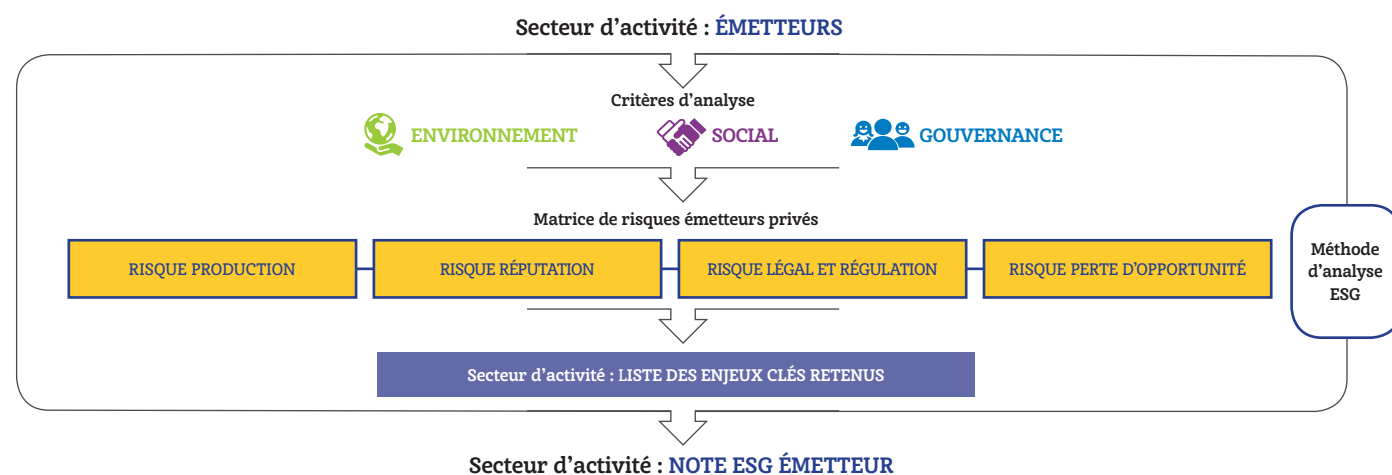 Secteur d’activité : ÉMETTEURS
Critères d’analyse
ENVIRONNEMENT
SOCIAL
GOUVERNANCE
Matrice de risques émetteurs privés
RISQUE PRODUCTION
RISQUE RÉPUTATION
RISQUE LÉGAL ET RÉGULATION
RISQUE PERTE D’OPPORTUNITÉ
Méthode
d’analyse
ESG
Secteur d’activité : LISTE DES ENJEUX CLÉS RETENUS
Secteur d’activité : NOTE ESG ÉMETTEUR